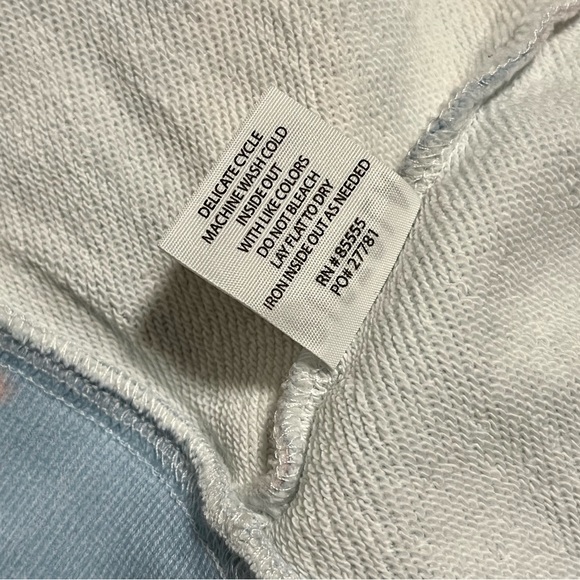 DELICATE CYCLE
MACHINE WASH COLD
INSIDE OUT
WITH LIKE COLORS
DO NOT BLEACH
LAY FLAT TO DRY
IRON INSIDE OUT AS NEEDED
RN # 85555
PO# 27781